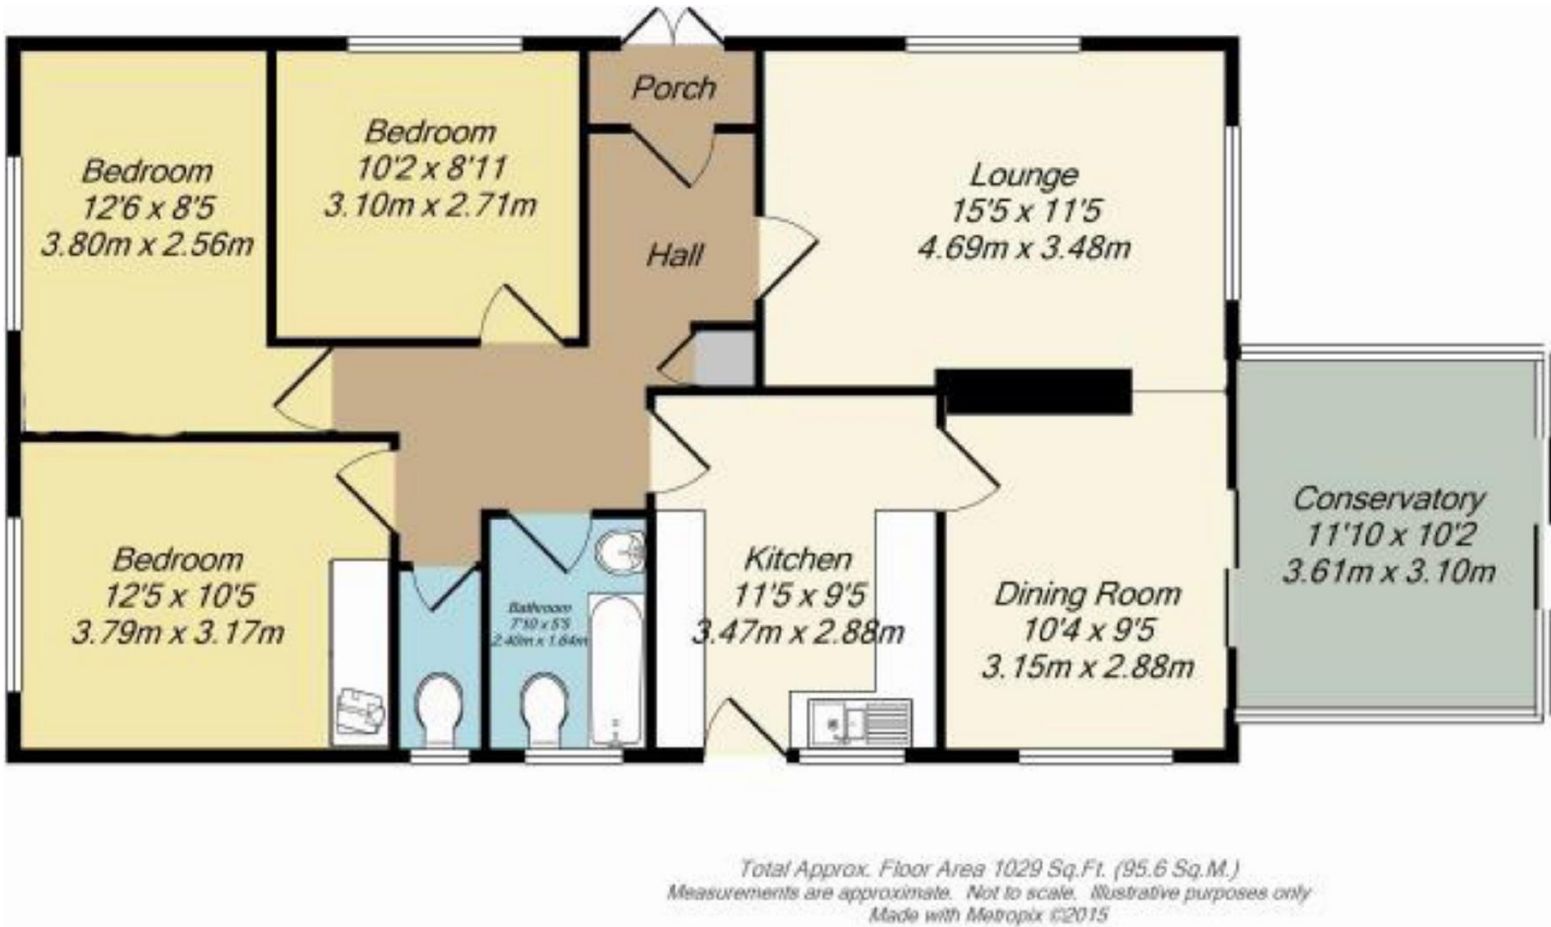 Porch
Bedroom
10'2 x 8'11
3.10m x 2.71m
Bedroom
12'6 x 8'5
3.80m x 2.56m
Lounge
15'5 x 11'5
4.69m x 3.48m
Hall
Conservatory
11'10 x 10'2
3.61m x 3.10m
Bedroom
12'5 x 10'5
3.79m x 3.17m
Bathroom
7'10 x 5'5
2.40m x 1.64m
Kitchen
11'5 x 9'5
3.47m x 2.88m
Dining Room
10'4 x 9'5
3.15m x 2.88m
Total Approx. Floor Area 1029 Sq.Ft. (95.6 Sq.M.)
Measurements are approximate. Not to scale. Illustrative purposes only
Made with Metropix ©2015